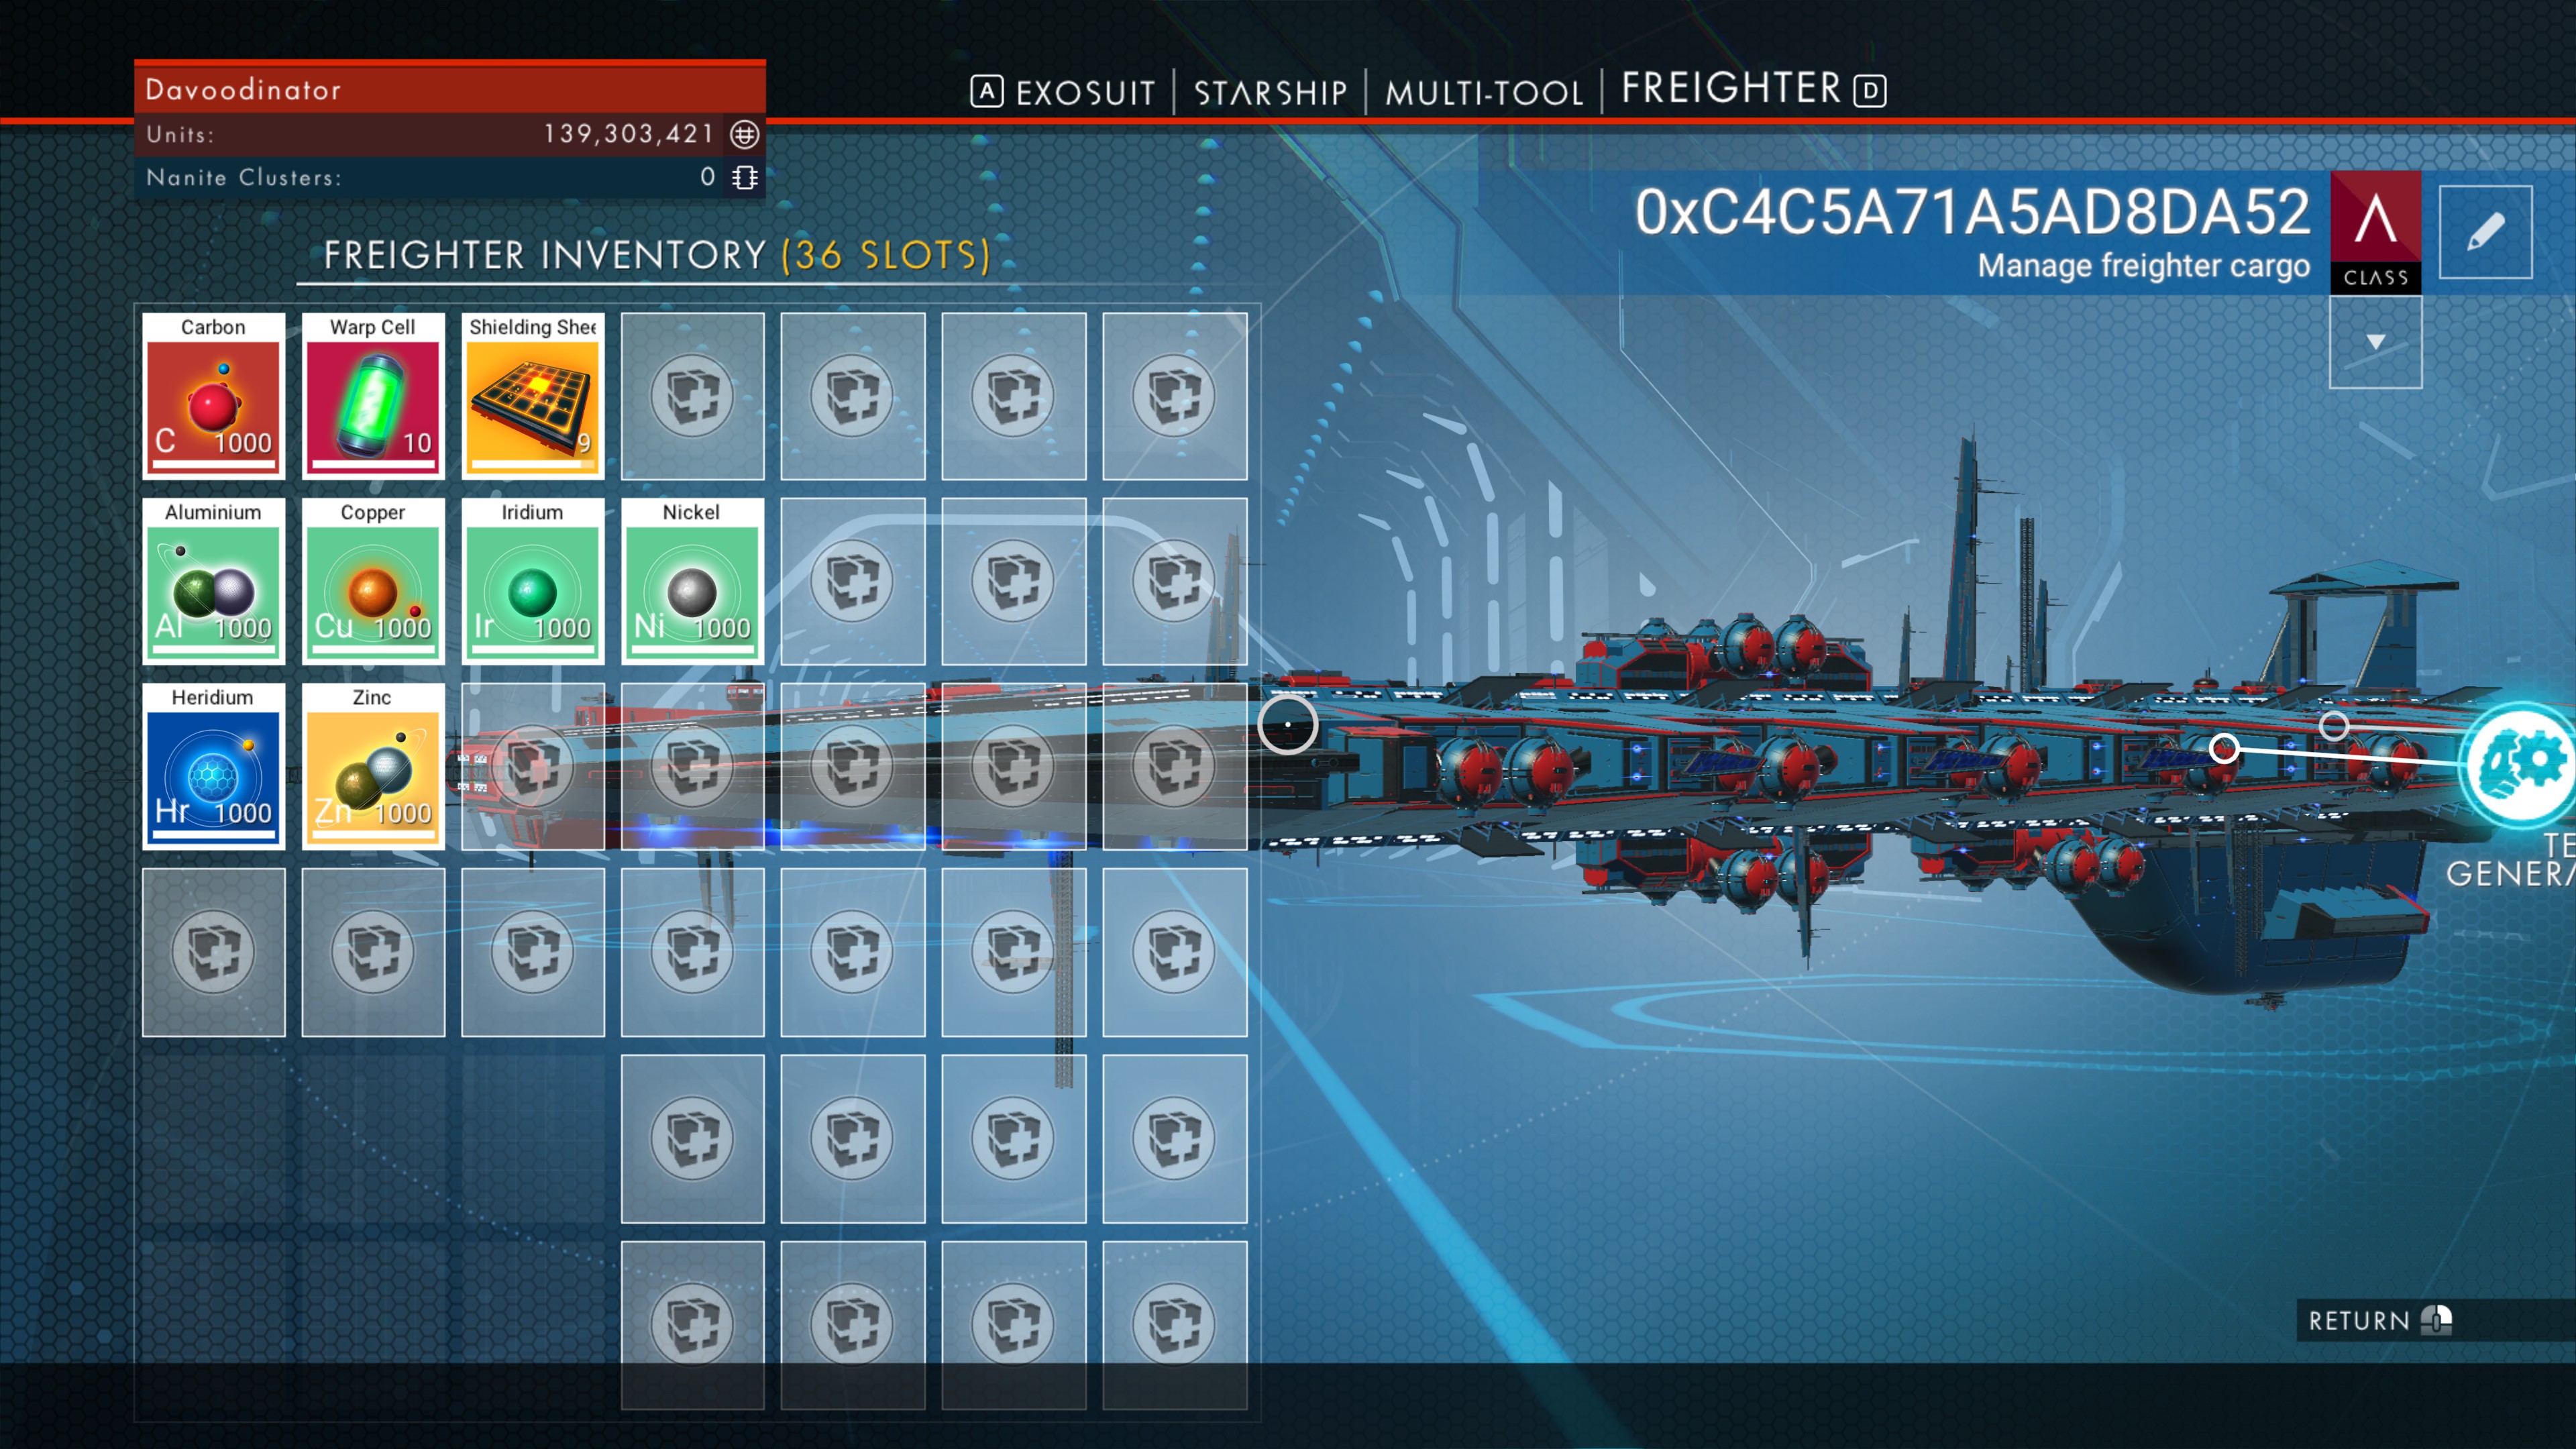 Davoodinator
Units: 139,303,421
Nanite Clusters: 0
A EXOSUIT STARSHIP MULTI-TOOL FREIGHTER D
0xC4C5A71A5AD8DA52
Manage freighter cargo
A
CLASS
FREIGHTER INVENTORY (36 SLOTS)
Carbon Warp Cell Shielding Shee
C 1000 10 9
Aluminium Copper Iridium Nickel
Al 1000 Cu 1000 Ir 1000 Ni 1000
Heridium Zinc
Hr 1000 Zn 1000
TE
GENERA
RETURN